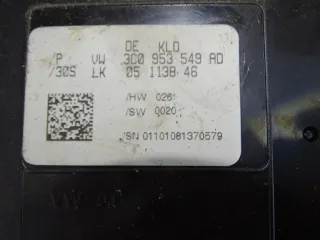 DE KLO
/P VW 3C0 953 549 AD
/30S LK 05 1138 46
/HW 026
/SW 0020
/SN 01101081370579